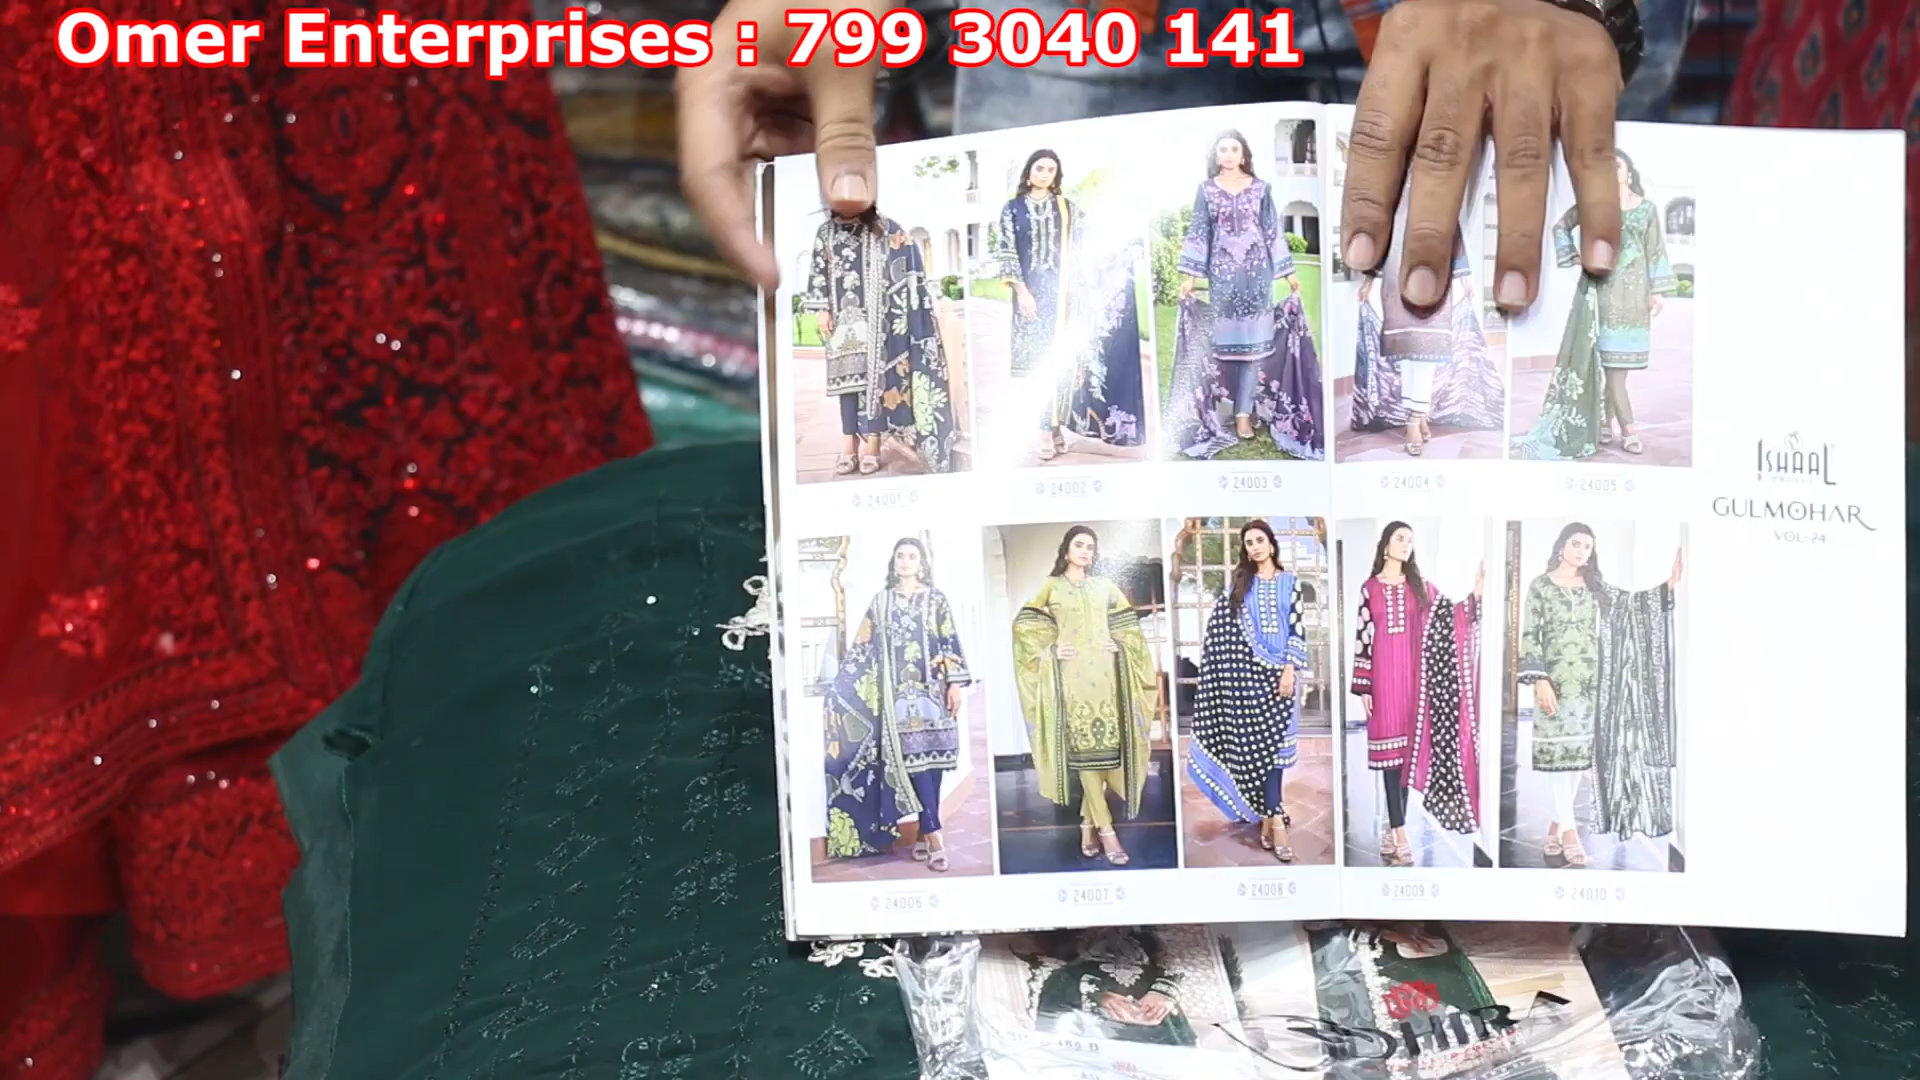 Omer Enterprises : 799 3040 141
24001
24002
24003
24004
24005
ISHAAL
PRINTS
GULMOHAR
VOL-24
24006
24007
24008
24009
24010